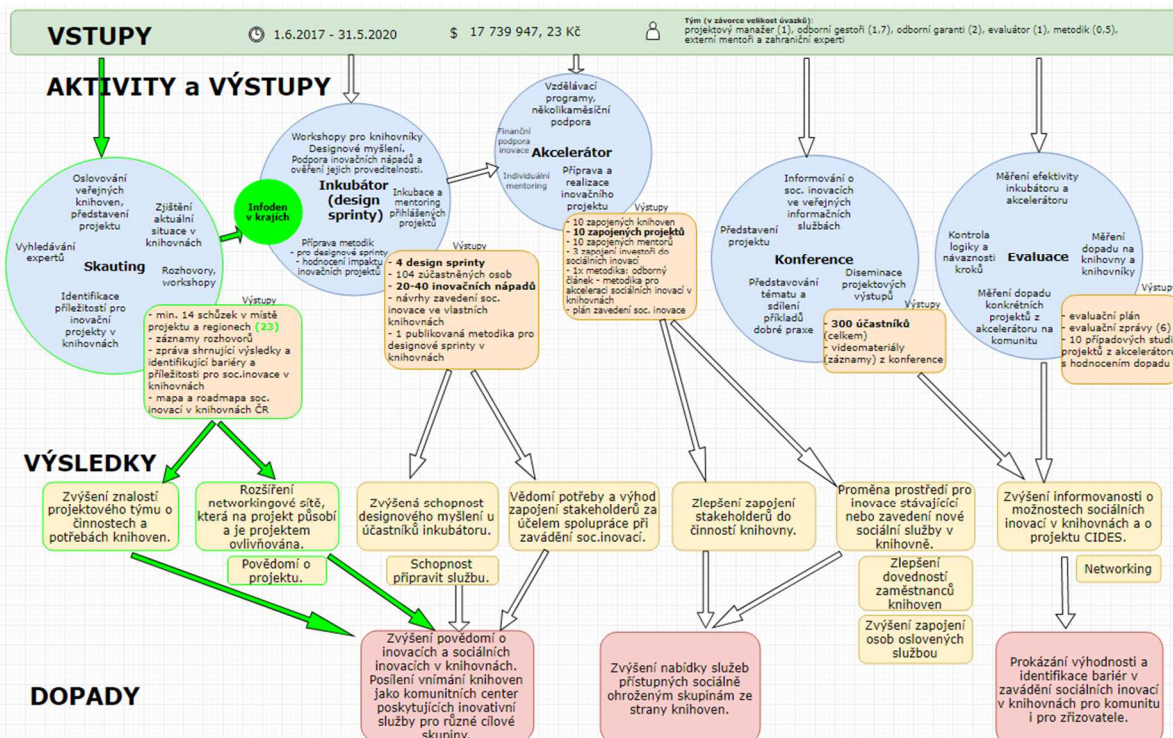 VSTUPY
1.6.2017 - 31.5.2020
$ 17 739 947, 23 Kč
Tým (v závorce velikost úvazků):
projektový manažer (1), odborní gestoři (1,7), odborní garanti (2), evaluátor (1), metodik (0,5),
externí mentoři a zahraniční experti
AKTIVITY a VÝSTUPY
Oslovování
veřejných
knihoven,
představení
projektu
Zjištění
aktuální
situace v
knihovnách
Vyhledávání
expertů
Skauting
Rozhovory,
workshopy
Identifikace
příležitostí pro
inovační
projekty v
knihovnách
Výstupy
- min. 14 schůzek v místě
projektu a regionech (23)
- záznamy rozhovorů
- zpráva shrnující výsledky a
identifikující bariéry a
příležitosti pro soc.inovace v
knihovnách
- mapa a roadmapa soc.
inovací v knihovnách ČR
Infoden
v krajích
Workshopy pro knihovníky
Designové myšlení.
Podpora inovačních nápadů a
ověření jejich proveditelnosti.
Inkubátor
(design
sprinty)
Inkubace a
mentoring
přihlášených
projektů
Příprava metodik
- pro designové sprinty
- hodnocení impaktu
inovačních projektů
Výstupy
- 4 design sprinty
- 104 zúčastněných osob
- 20-40 inovačních nápadů
- návrhy zavedení soc.
inovace ve vlastních
knihovnách
- 1 publikovaná metodika pro
designové sprinty v
knihovnách
Vzdělávací
programy,
několikaměsíční
podpora
Finanční
podpora
inovace
Akcelerátor
Individuální
mentoring
Příprava a
realizace
inovačního
projektu
Výstupy
- 10 zapojených knihoven
- 10 zapojených projektů
- 10 zapojených mentorů
- 3 zapojení investoři do
sociálních inovací
- 1x metodika: odborný
článek - metodika pro
akceleraci sociálních inovací v
knihovnách
- plán zavedení soc. inovace
Informování o
soc. inovacích
ve veřejných
informačních
službách
Představení
projektu
Konference
Diseminace
projektových
výstupů
Představování
tématu a
sdílení
příkladů
dobré praxe
Výstupy
- 300 účastníků
(celkem)
- videomateriály
(záznamy) z konference
Měření efektivity
inkubátoru a
akcelerátoru
Kontrola
logiky a
návaznosti
kroků
Měření
dopadu na
knihovny a
knihovníky
Evaluace
Měření dopadu
konkrétních
projektů z
akcelerátoru na
komunitu
Výstupy
- evaluační plán
- evaluační zprávy (6)
- 10 případových studi
projektů z akcelerátoru
s hodnocením dopadu
VÝSLEDKY
Zvýšení znalostí
projektového týmu o
činnostech a
potřebách knihoven.
Rozšíření
networkingové sítě,
která na projekt působí
a je projektem
ovlivňována.
Povědomí o
projektu.
Zvýšená schopnost
designového myšlení u
účastníků inkubátoru.
Schopnost
připravit službu.
Vědomí potřeby a výhod
zapojení stakeholderů za
účelem spolupráce při
zavádění soc.inovací.
Zlepšení zapojení
stakeholderů do
činností knihovny.
Proměna prostředí pro
inovace stávající
nebo zavedení nové
sociální služby v
knihovně.
Zlepšení
dovedností
zaměstnanců
knihoven
Zvýšení zapojení
osob oslovených
službou
Zvýšení informovanosti o
možnostech sociálních
inovací v knihovnách a o
projektu CIDES.
Networking
DOPADY
Zvýšení povědomí o
inovacích a sociálních
inovacích v knihovnách.
Posílení vnímání knihoven
jako komunitních center
poskytujících inovativní
služby pro různé cílové
skupiny.
Zvýšení nabídky služeb
přístupných sociálně
ohroženým skupinám ze
strany knihoven.
Prokázání výhodnosti a
identifikace bariér v
zavádění sociálních inovací
v knihovnách pro komunitu
i pro zřizovatele.